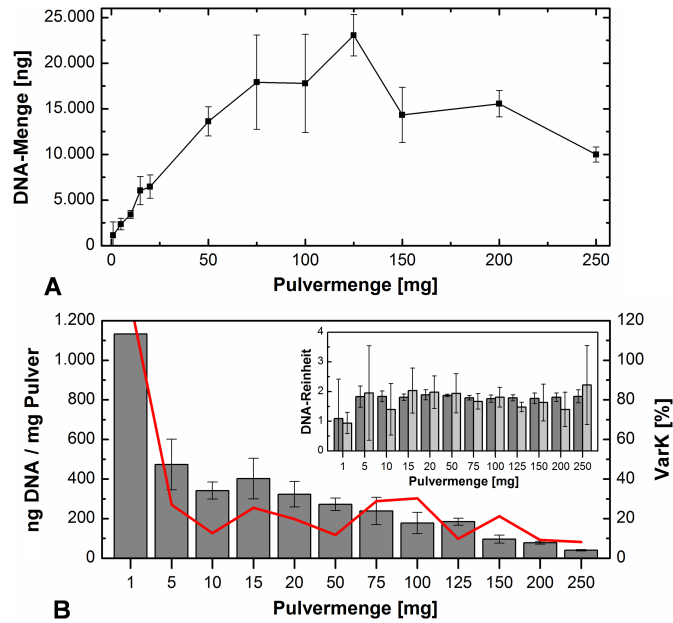 25.000
20.000
15.000
10.000
5.000
0
DNA-Menge [ng]
0 50 100 150 200 250
Pulvermenge [mg]
A
1.200
1.000
800
600
400
200
0
ng DNA / mg Pulver
120
100
80
60
40
20
0
VarK [%]
4
3
2
1
0
DNA-Reinheit
1 5 10 15 20 50 75 100 125 150 200 250
Pulvermenge [mg]
1 5 10 15 20 50 75 100 125 150 200 250
B
Pulvermenge [mg]